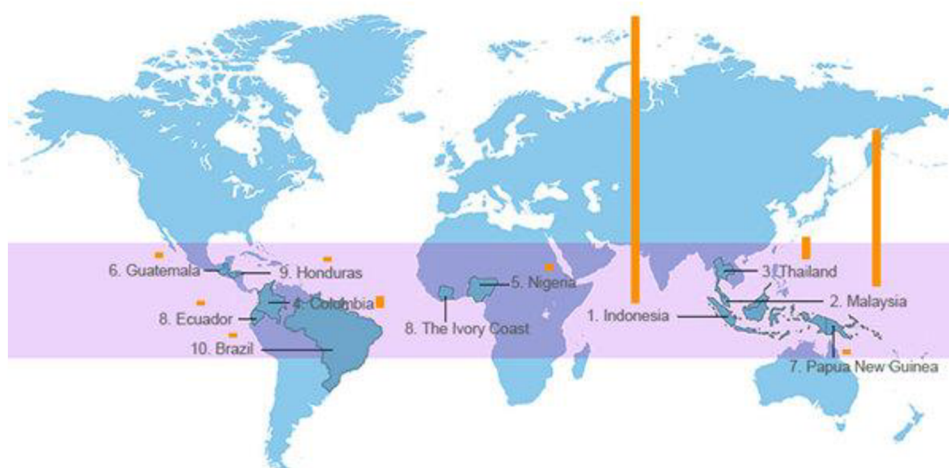 6. Guatemala
9. Honduras
5. Nigeria
3. Thailand
4. Columbia
2. Malaysia
8. Ecuador
8. The Ivory Coast
1. Indonesia
10. Brazil
7. Papua New Guinea